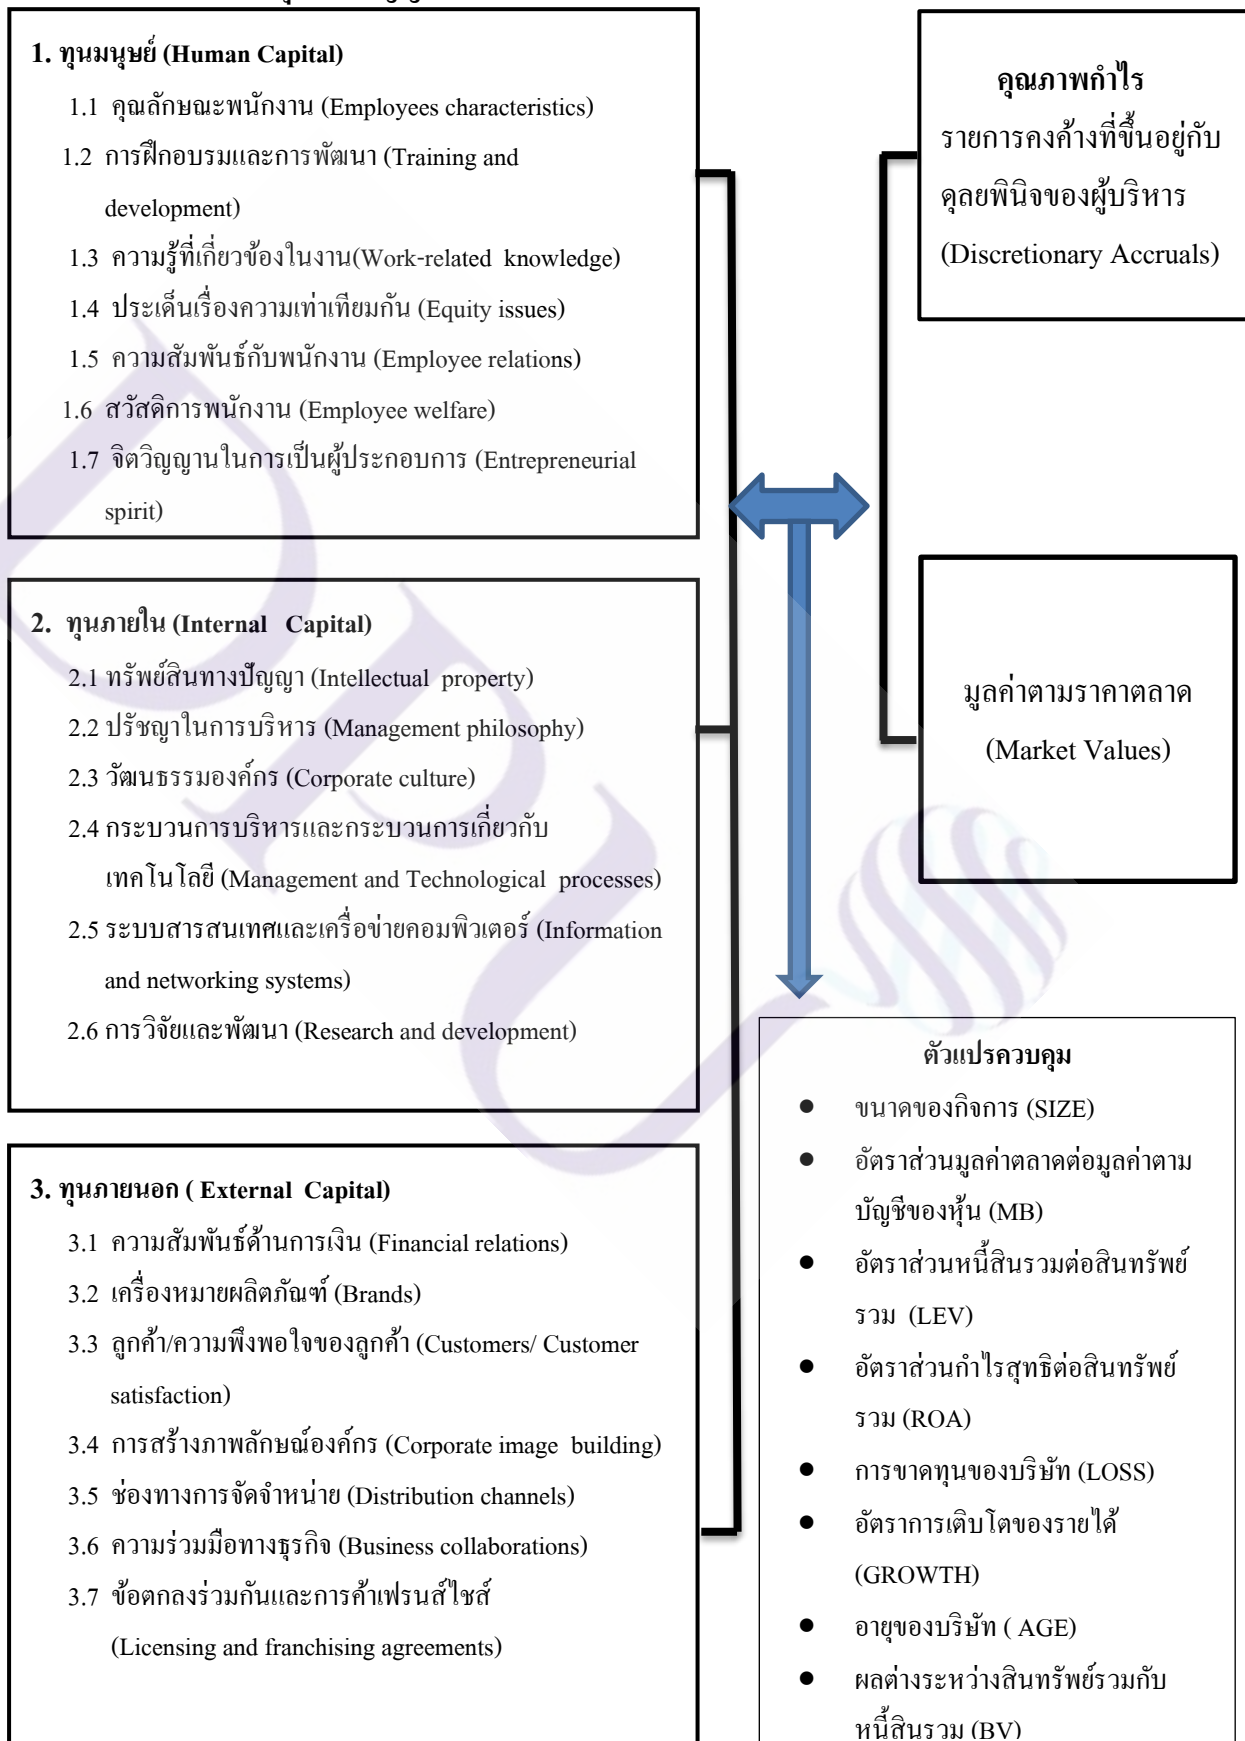 1. ทุนมนุษย์ (Human Capital)
1.1 คุณลักษณะพนักงาน (Employees characteristics)
1.2 การฝึกอบรมและการพัฒนา (Training and
development)
1.3 ความรู้ที่เกี่ยวข้องในงาน(Work-related knowledge)
1.4 ประเด็นเรื่องความเท่าเทียมกัน (Equity issues)
1.5 ความสัมพันธ์กับพนักงาน (Employee relations)
1.6 สวัสดิการพนักงาน (Employee welfare)
1.7 จิตวิญญานในการเป็นผู้ประกอบการ (Entrepreneurial
spirit)
2. ทุนภายใน (Internal Capital)
2.1 ทรัพย์สินทางปัญญา (Intellectual property)
2.2 ปรัชญาในการบริหาร (Management philosophy)
2.3 วัฒนธรรมองค์กร (Corporate culture)
2.4 กระบวนการบริหารและกระบวนการเกี่ยวกับ
เทคโนโลยี (Management and Technological processes)
2.5 ระบบสารสนเทศและเครื่อข่ายคอมพิวเตอร์ (Information
and networking systems)
2.6 การวิจัยและพัฒนา (Research and development)
3. ทุนภายนอก ( External Capital)
3.1 ความสัมพันธ์ด้านการเงิน (Financial relations)
3.2 เครื่องหมายผลิตภัณฑ์ (Brands)
3.3 ลูกค้า/ความพึงพอใจของลูกค้า (Customers/ Customer
satisfaction)
3.4 การสร้างภาพลักษณ์องค์กร (Corporate image building)
3.5 ช่องทางการจัดจำหน่าย (Distribution channels)
3.6 ความร่วมมือทางธุรกิจ (Business collaborations)
3.7 ข้อตกลงร่วมกันและการค้าเฟรนส์ไชส์
(Licensing and franchising agreements)
คุณภาพกำไร
รายการคงค้างที่ขึ้นอยู่กับ
ดุลยพินิจของผู้บริหาร
(Discretionary Accruals)
มูลค่าตามราคาตลาด
(Market Values)
ตัวแปรควบคุม
● ขนาดของกิจการ (SIZE)
● อัตราส่วนมูลค่าตลาดต่อมูลค่าตาม
บัญชีของหุ้น (MB)
● อัตราส่วนหนี้สินรวมต่อสินทรัพย์
รวม (LEV)
● อัตราส่วนกำไรสุทธิต่อสินทรัพย์
รวม (ROA)
● การขาดทุนของบริษัท (LOSS)
● อัตราการเติบโตของรายได้
(GROWTH)
● อายุของบริษัท ( AGE)
● ผลต่างระหว่างสินทรัพย์รวมกับ
หนี้สินรวม (BV)
DPU